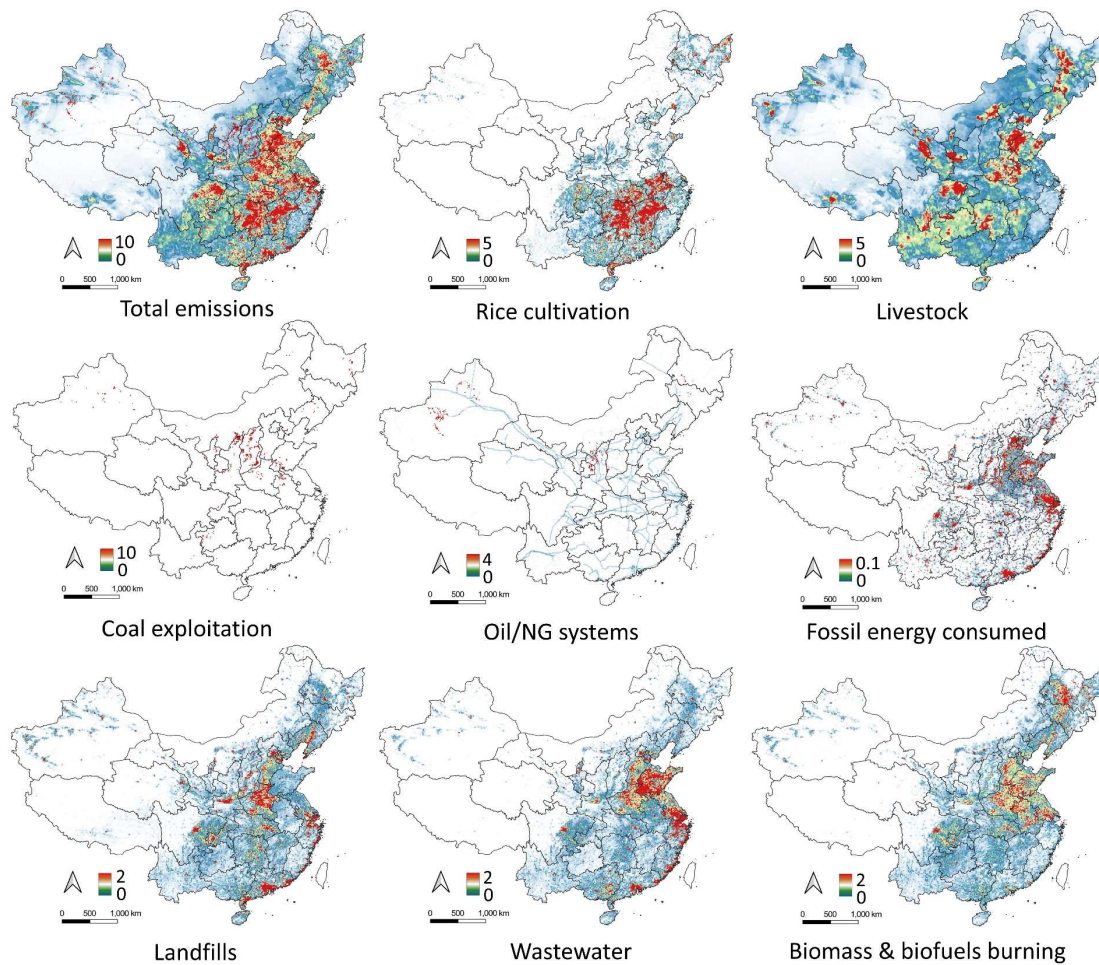 10
0
0 500 1,000 km
Total emissions
5
0
0 500 1,000 km
Rice cultivation
5
0
0 500 1,000 km
Livestock
10
0
0 500 1,000 km
Coal exploitation
4
0
0 500 1,000 km
Oil/NG systems
0.1
0
0 500 1,000 km
Fossil energy consumed
2
0
0 500 1,000 km
Landfills
2
0
0 500 1,000 km
Wastewater
2
0
0 500 1,000 km
Biomass & biofuels burning